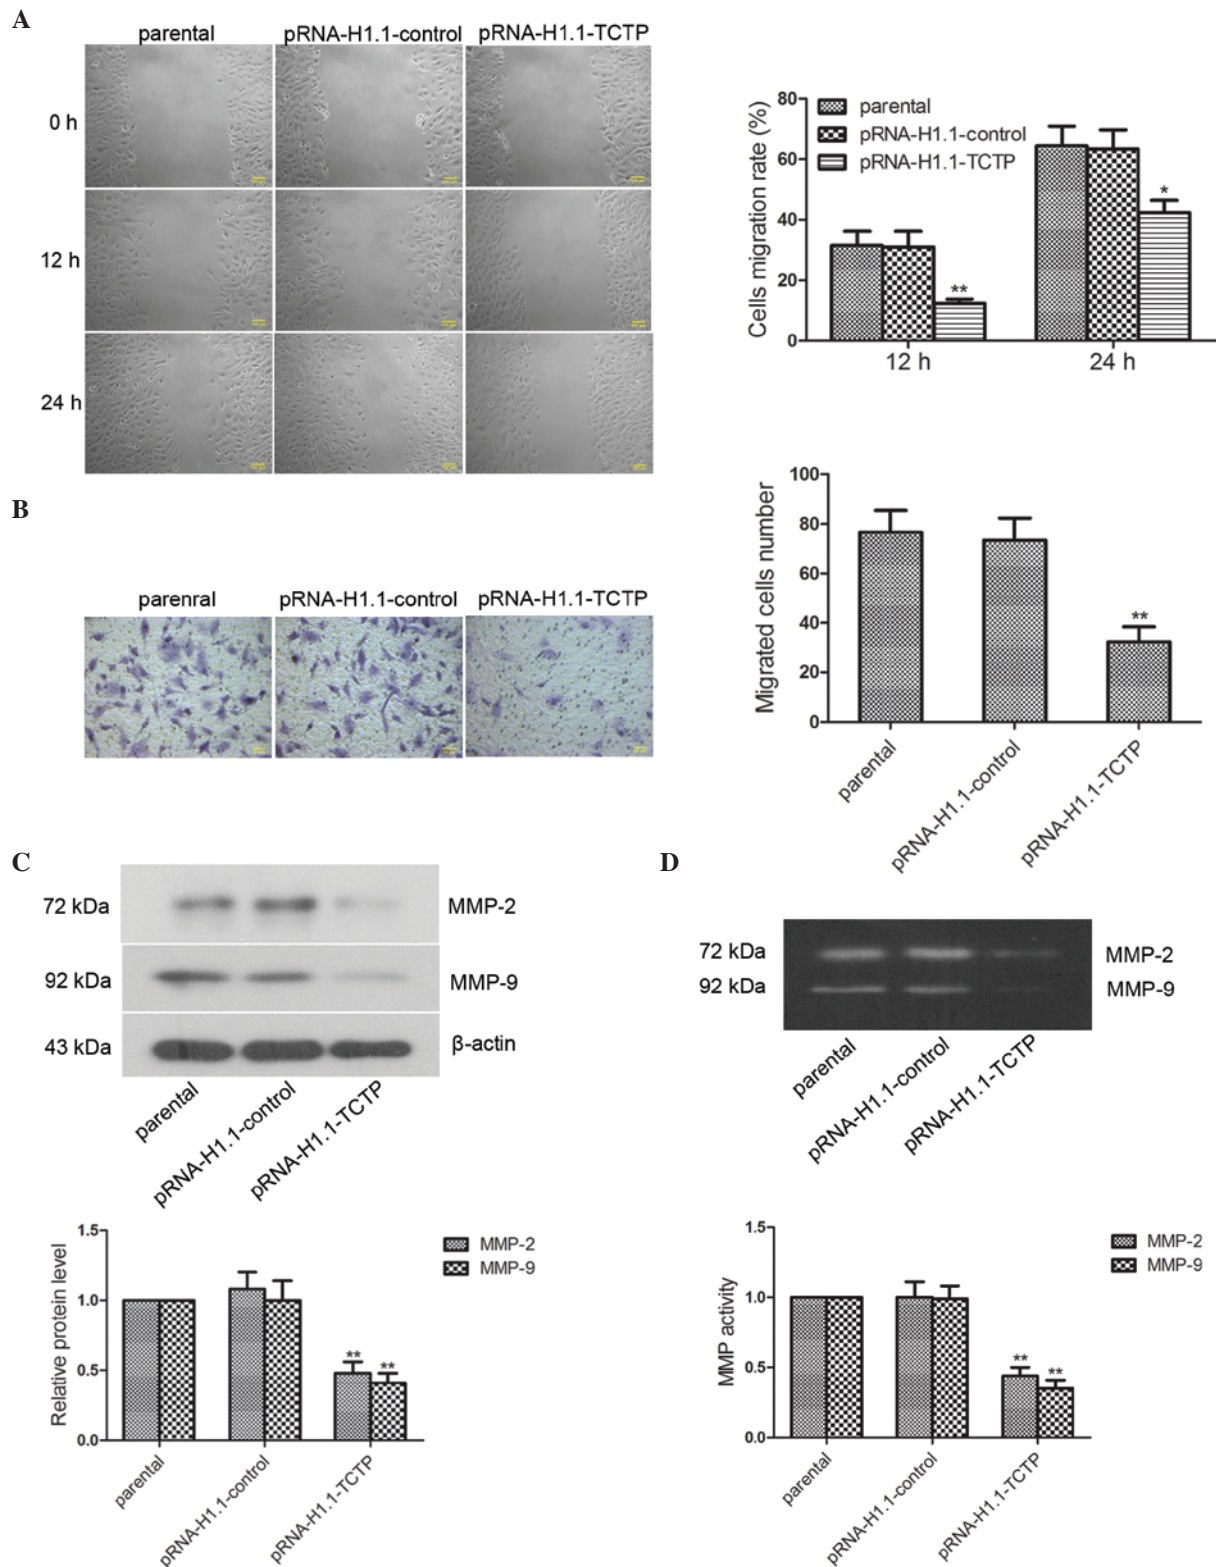 A
parental pRNA-H1.1-control pRNA-H1.1-TCTP
0 h
12 h
24 h
80
60
40
20
0
Cells migration rate (%)
parental
pRNA-H1.1-control
pRNA-H1.1-TCTP
**
*
12 h 24 h
B
parenral pRNA-H1.1-control pRNA-H1.1-TCTP
100
80
60
40
20
0
Migrated cells number
**
parental
pRNA-H1.1-control
pRNA-H1.1-TCTP
C
72 kDa MMP-2
92 kDa MMP-9
43 kDa β-actin
parental
pRNA-H1.1-control
pRNA-H1.1-TCTP
1.5
1.0
0.5
0.0
Relative protein level
MMP-2
MMP-9
** **
parental
pRNA-H1.1-control
pRNA-H1.1-TCTP
D
72 kDa MMP-2
92 kDa MMP-9
parental
pRNA-H1.1-control
pRNA-H1.1-TCTP
1.5
1.0
0.5
0.0
MMP activity
MMP-2
MMP-9
** **
parental
pRNA-H1.1-control
pRNA-H1.1-TCTP